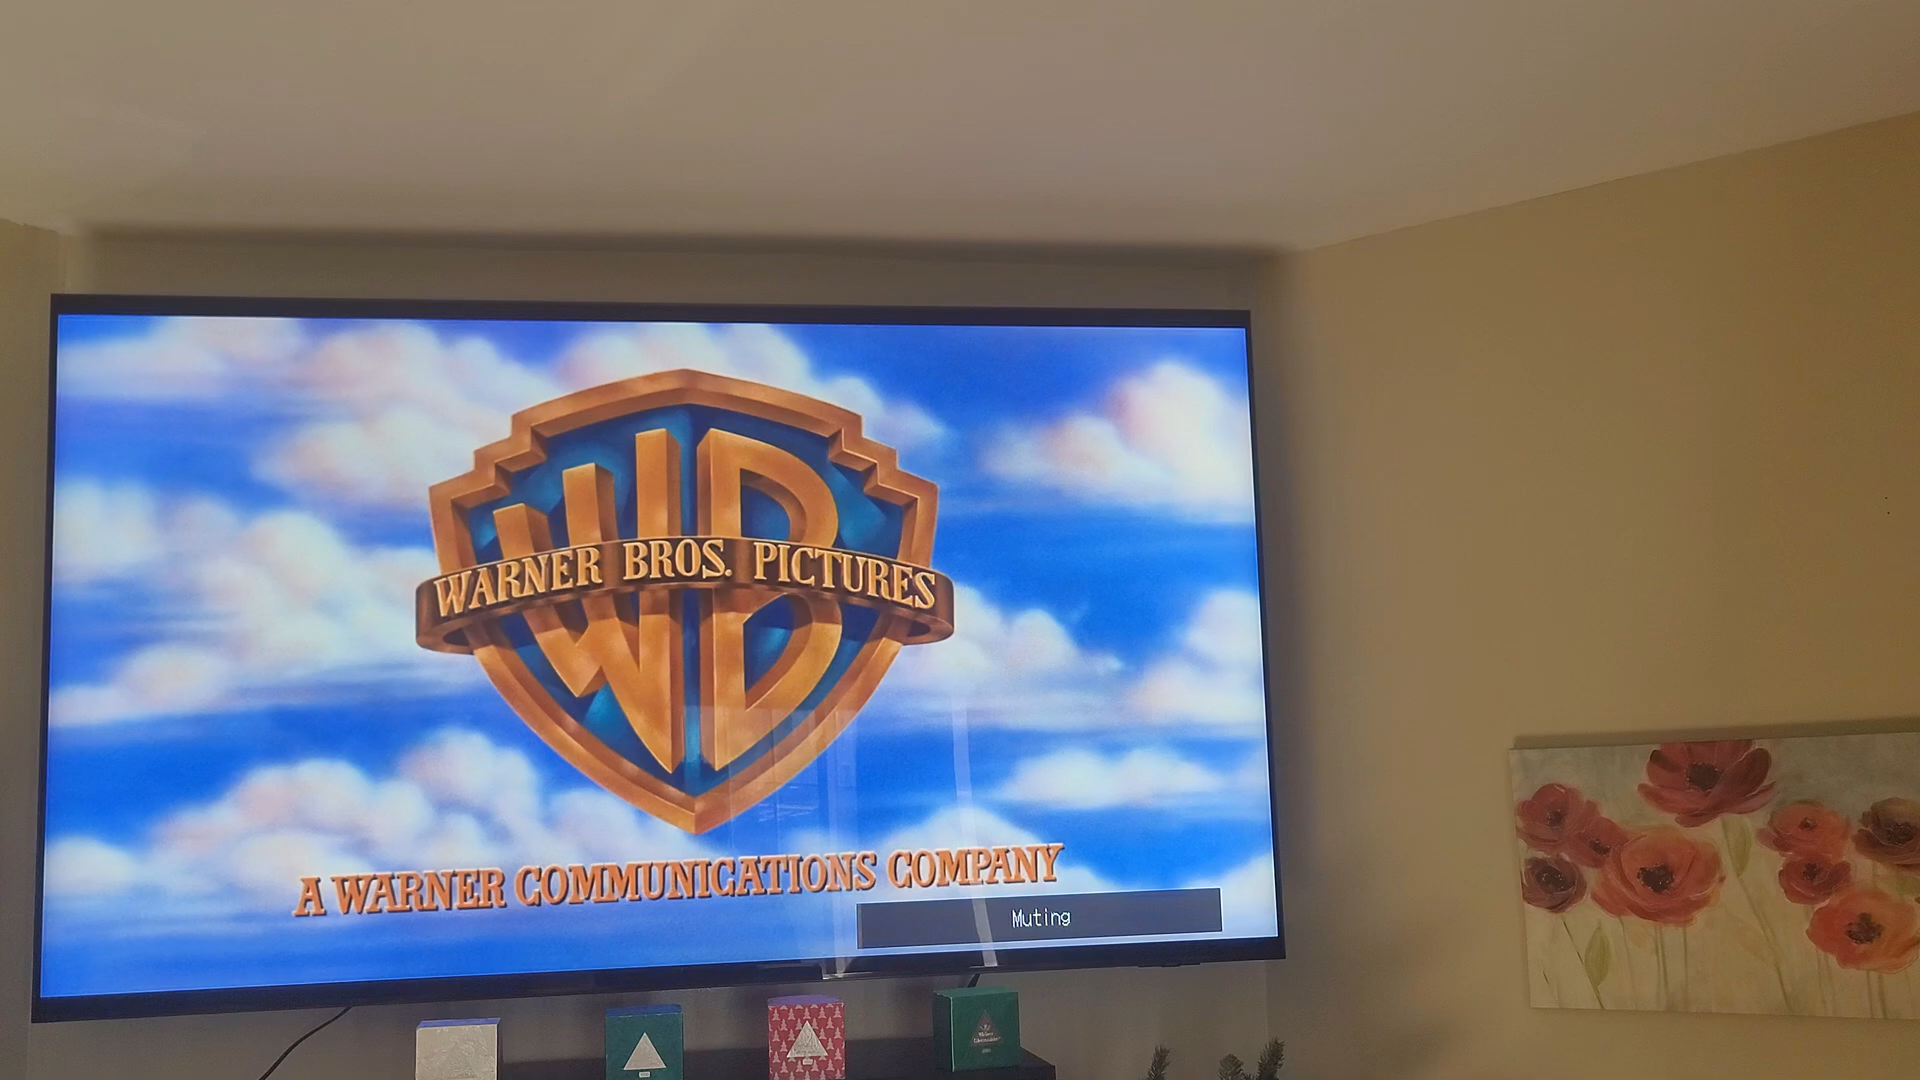 WB
WARNER BROS. PICTURES
A WARNER COMMUNICATIONS COMPANY
Muting